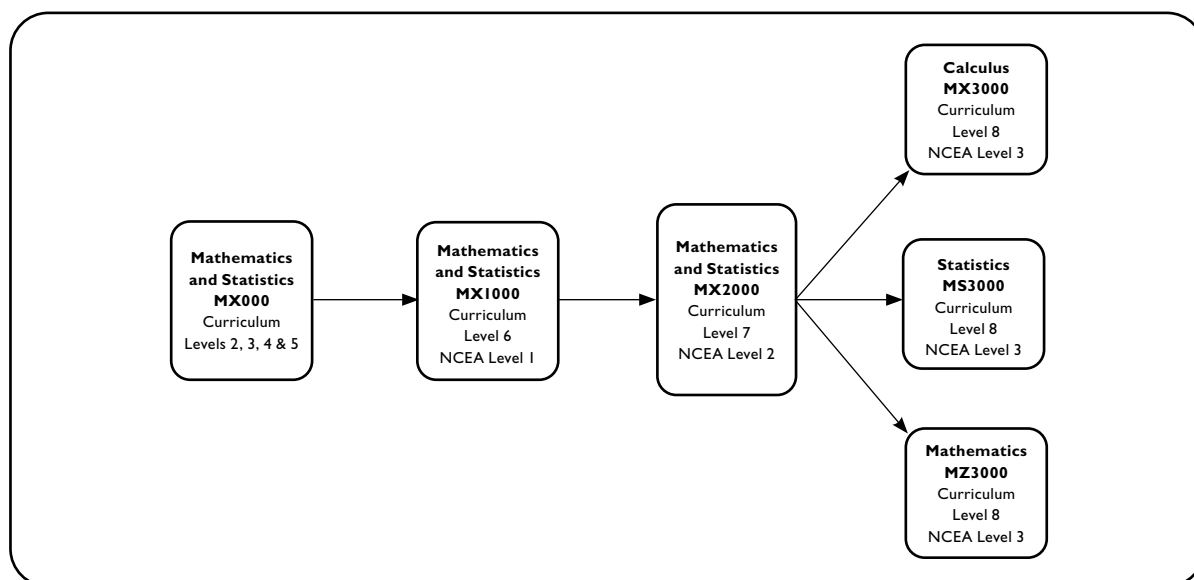 Mathematics
and Statistics
MX000
Curriculum
Levels 2, 3, 4 & 5
Mathematics
and Statistics
MX1000
Curriculum
Level 6
NCEA Level 1
Mathematics
and Statistics
MX2000
Curriculum
Level 7
NCEA Level 2
Calculus
MX3000
Curriculum
Level 8
NCEA Level 3
Statistics
MS3000
Curriculum
Level 8
NCEA Level 3
Mathematics
MZ3000
Curriculum
Level 8
NCEA Level 3